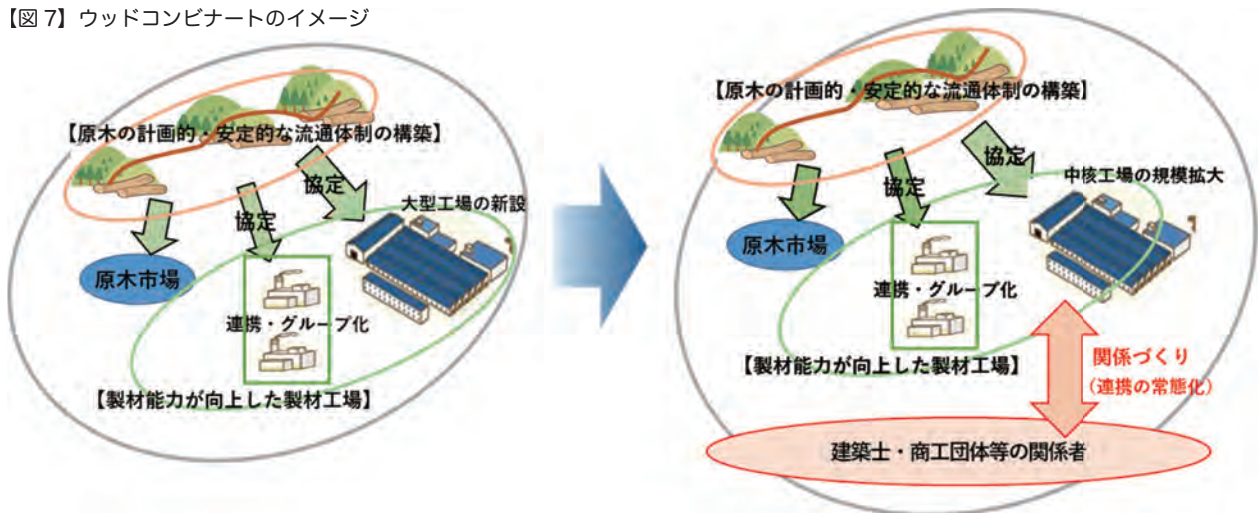 【図 7】ウッドコンビナートのイメージ
【原木の計画的・安定的な流通体制の構築】
協定
協定
大型工場の新設
原木市場
連携・グループ化
【製材能力が向上した製材工場】
【原木の計画的・安定的な流通体制の構築】
協定
協定
中核工場の規模拡大
原木市場
連携・グループ化
【製材能力が向上した製材工場】
関係づくり
（連携の常態化）
建築士・商工団体等の関係者